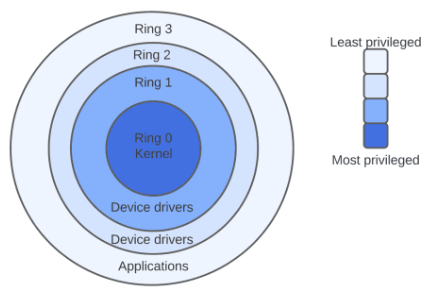 Ring 3
Ring 2
Ring 1
Ring 0
Kernel
Device drivers
Device drivers
Applications
Least privileged
Most privileged